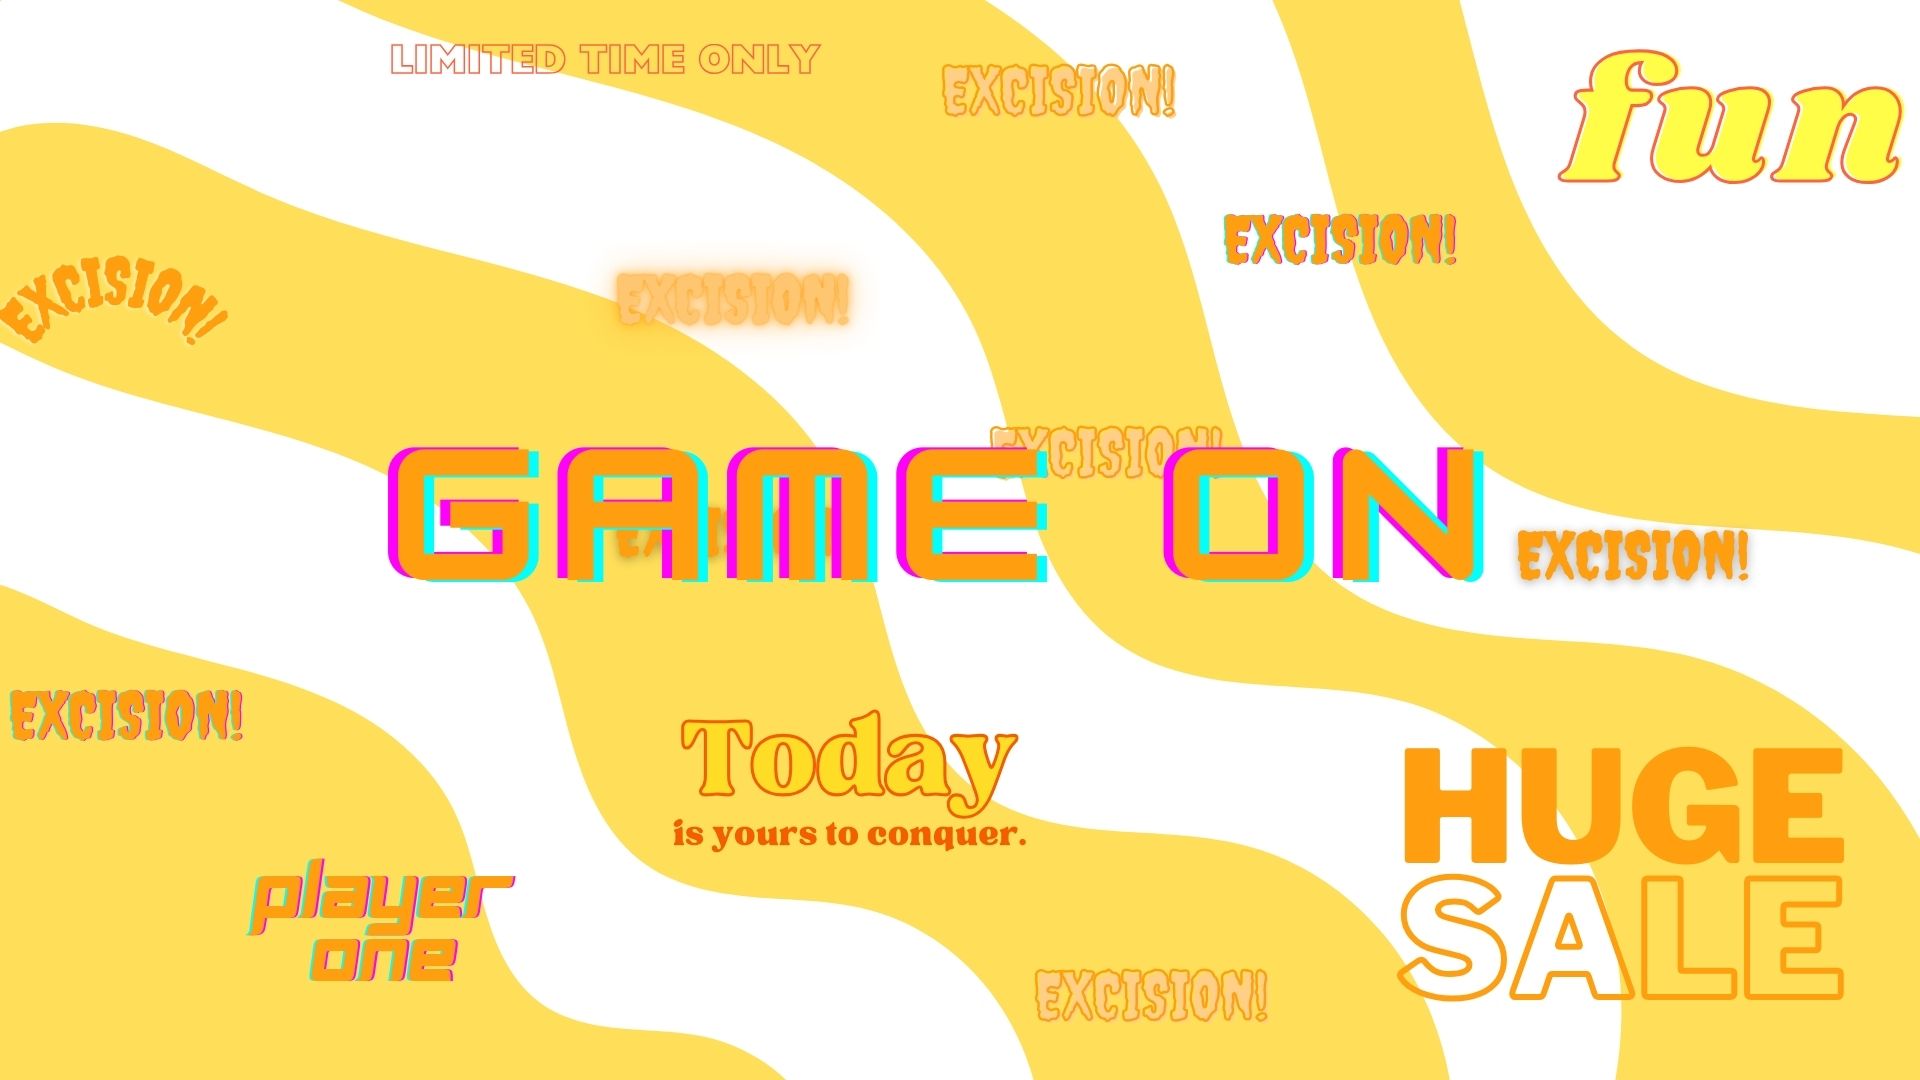 LIMITED TIME ONLY
EXCISION!
fun
EXCISION!
EXCISION!
EXCISION!
EXCISION!
GAME ON
EXCISION!
EXCISION!
Today
is yours to conquer.
HUGE
SALE
player
one
EXCISION!